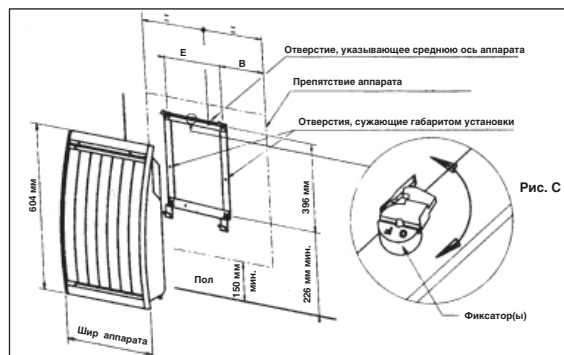 Е
В
Отверстие, указывающее среднюю ось аппарата
Препятствие аппарата
Отверстия, сужающие габаритом установки
Рис. С
604 мм
396 мм
Пол
150 мм
мин.
226 мм мин.
Шир аппарата
Фиксатор(ы)